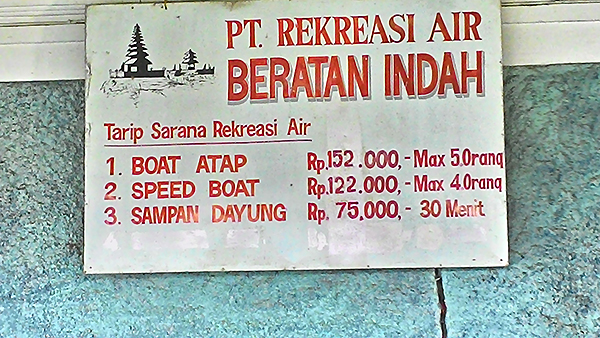 PT. REKREASI AIR
BERATAN INDAH
Tarip Sarana Rekreasi Air
1. BOAT ATAP Rp.152.000,- Max 5.Orang
2. SPEED BOAT Rp.122.000,- Max 4.Orang
3. SAMPAN DAYUNG Rp. 75,000,- 30 Menit